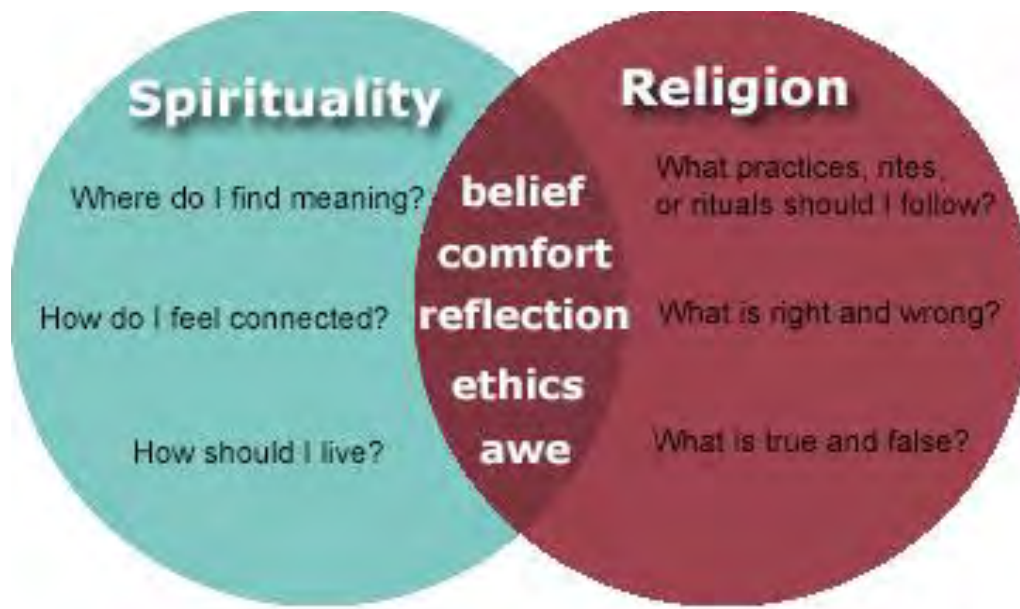 Spirituality
Where do I find meaning?
How do I feel connected?
How should I live?
belief
comfort
reflection
ethics
awe
Religion
What practices, rites,
or rituals should I follow?
What is right and wrong?
What is true and false?